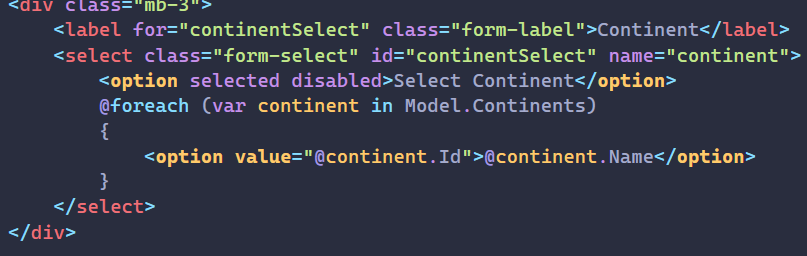 <div class="mb-3">
<label for="continentSelect" class="form-label">Continent</label>
<select class="form-select" id="continentSelect" name="continent">
<option selected disabled>Select Continent</option>
@foreach (var continent in Model.Continents)
{
<option value="@continent.Id">@continent.Name</option>
}
</select>
</div>